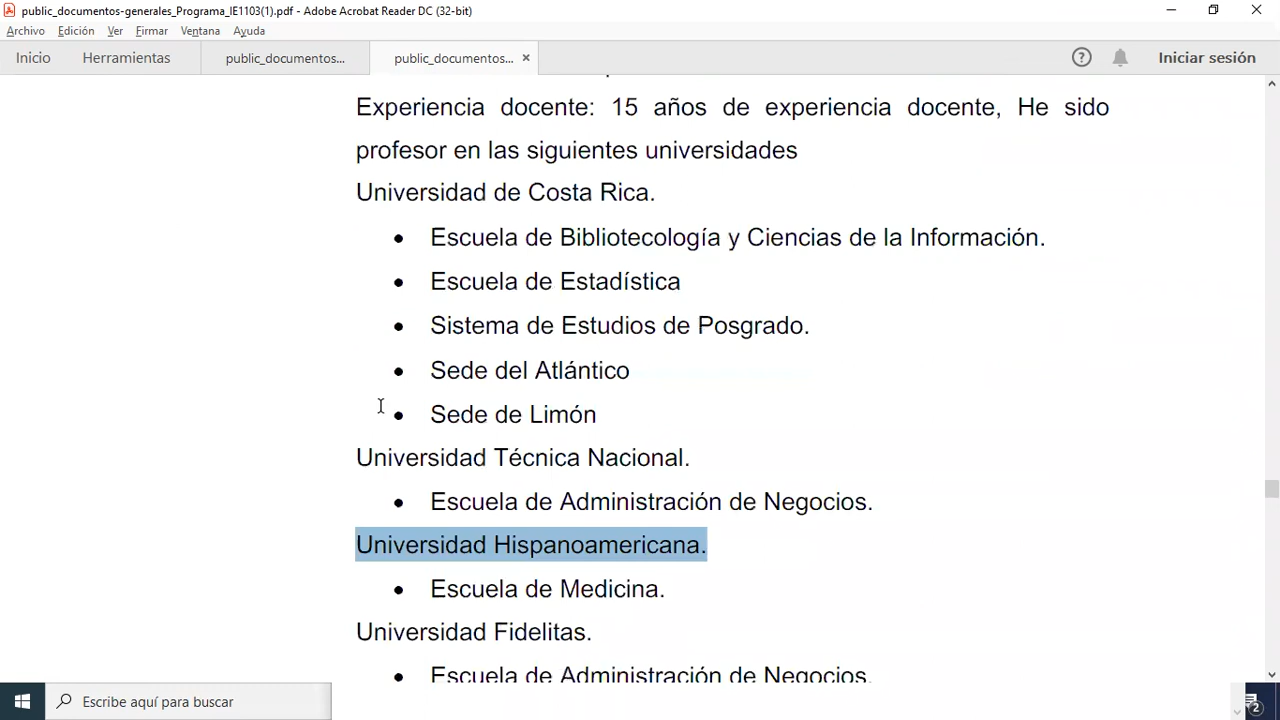 public_documentos-generales_Programa_IE1103(1).pdf - Adobe Acrobat Reader DC (32-bit)
Archivo Edición Ver Firmar Ventana Ayuda
Inicio Herramientas public_documentos... public_documentos... × Iniciar sesión
Experiencia docente: 15 años de experiencia docente, He sido
profesor en las siguientes universidades
Universidad de Costa Rica.
• Escuela de Bibliotecología y Ciencias de la Información.
• Escuela de Estadística
• Sistema de Estudios de Posgrado.
• Sede del Atlántico
• Sede de Limón
Universidad Técnica Nacional.
• Escuela de Administración de Negocios.
Universidad Hispanoamericana.
• Escuela de Medicina.
Universidad Fidelitas.
• Escuela de Administración de Negocios.
Escribe aquí para buscar
2